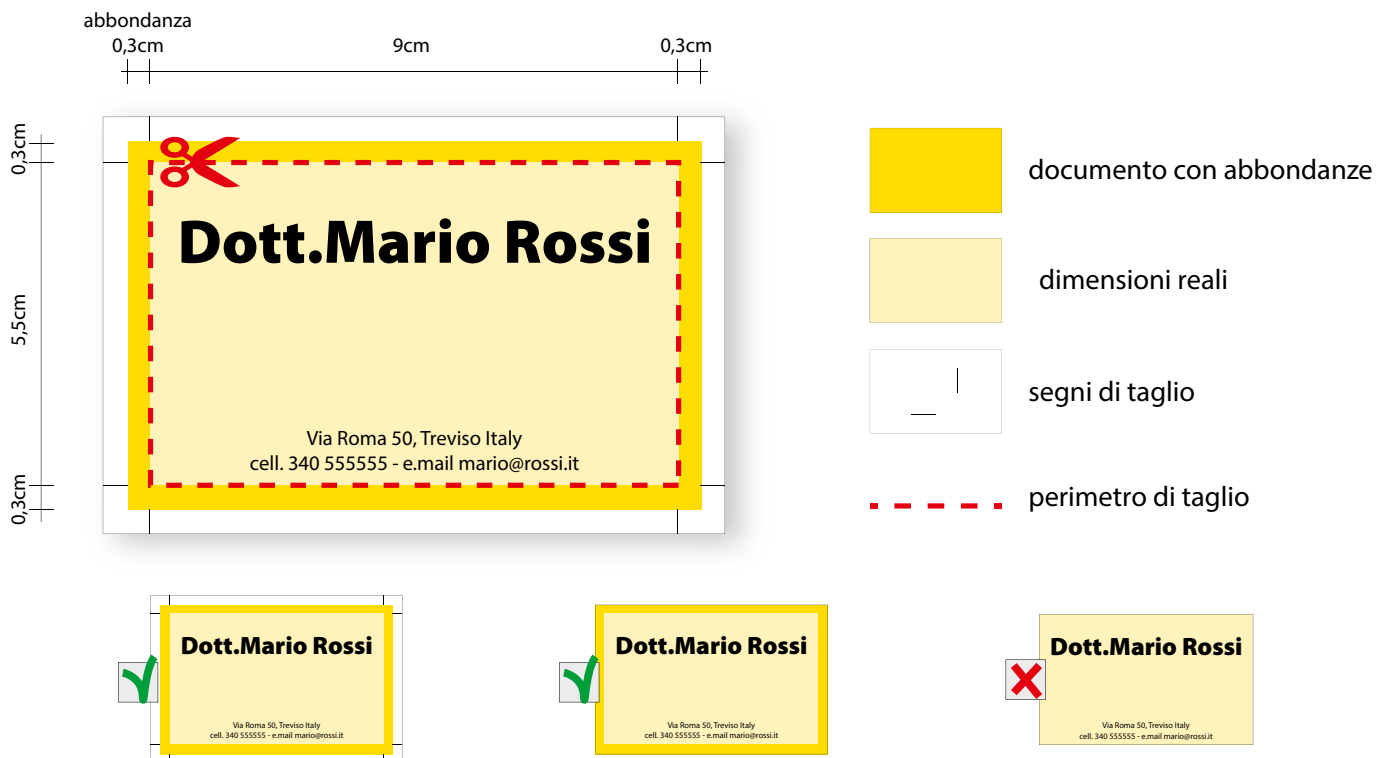 abbondanza
0,3cm
9cm
0,3cm
0,3cm
5,5cm
0,3cm
Dott.Mario Rossi
Via Roma 50, Treviso Italy
cell. 340 555555 - e.mail mario@rossi.it
documento con abbondanze
dimensioni reali
segni di taglio
perimetro di taglio
Dott.Mario Rossi
Via Roma 50, Treviso Italy
cell. 340 555555 - e.mail mario@rossi.it
Dott.Mario Rossi
Via Roma 50, Treviso Italy
cell. 340 555555 - e.mail mario@rossi.it
Dott.Mario Rossi
Via Roma 50, Treviso Italy
cell. 340 555555 - e.mail mario@rossi.it